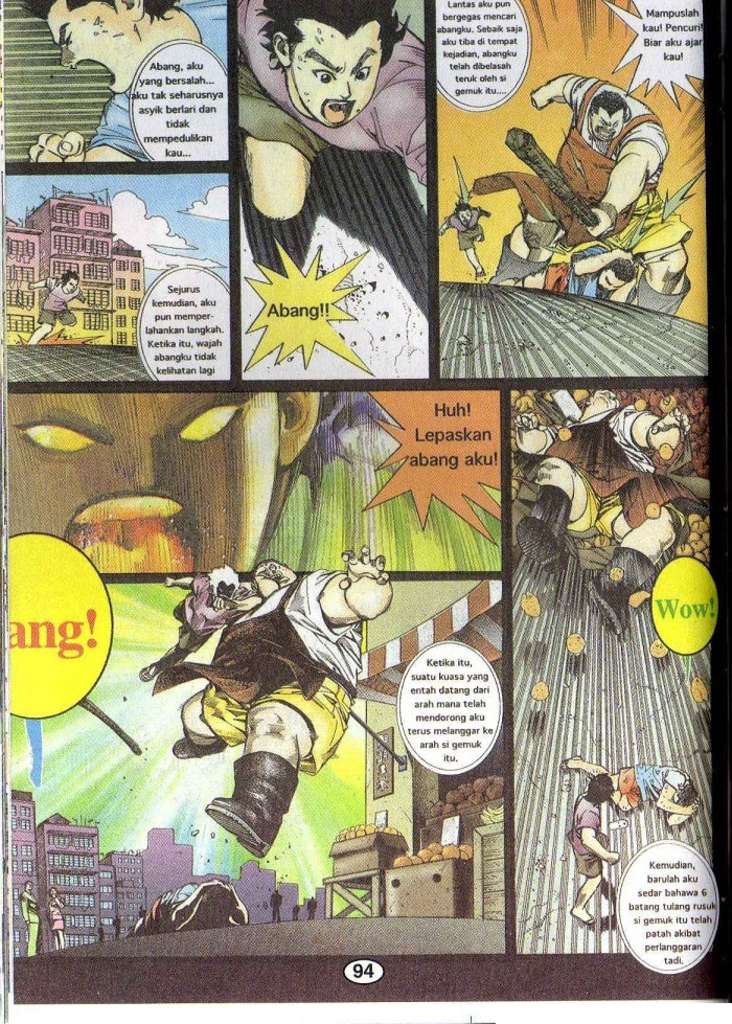 Abang, aku
yang bersalah...
aku tak seharusnya
asyik berlari dan
tidak
mempedulikan
kau...
Sejurus
kemudian, aku
pun memper-
lahankan langkah.
Ketika itu, wajah
abangku tidak
kelihatan lagi
Abang!!
Lantas aku pun
bergegas mencari
abangku. Sebaik saja
aku tiba di tempat
kejadian, abangku
telah dibelasah
teruk oleh si
gemuk itu....
Mampuslah
kau! Pencuri!
Biar aku ajar
kau!
Huh!
Lepaskan
abang aku!
ang!
Ketika itu,
suatu kuasa yang
entah datang dari
arah mana telah
mendorong aku
terus melanggar ke
arah si gemuk
itu.
Wow!
Kemudian,
barulah aku
sedar bahawa 6
batang tulang rusuk
si gemuk itu telah
patah akibat
perlanggaran
tadi.
94